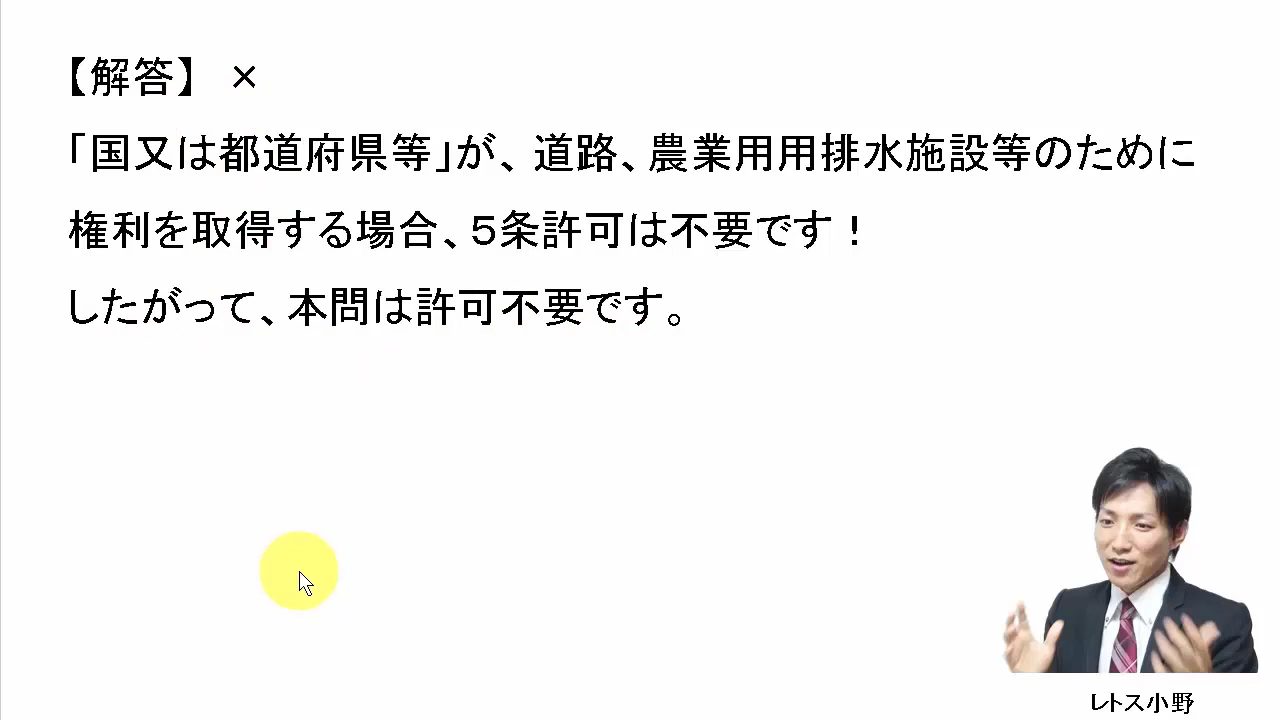 【解答】 ×
「国又は都道府県等」が、道路、農業用用排水施設等のために
権利を取得する場合、５条許可は不要です！
したがって、本問は許可不要です。
レトス小野